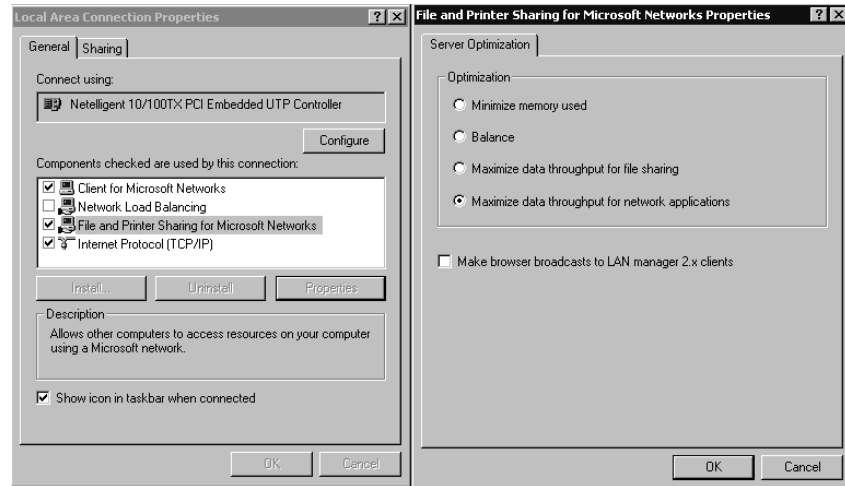 Local Area Connection Properties
General
Sharing
Connect using:
Netelligent 10/100TX PCI Embedded UTP Controller
Configure
Components checked are used by this connection:
Client for Microsoft Networks
Network Load Balancing
File and Printer Sharing for Microsoft Networks
Internet Protocol (TCP/IP)
Install...
Uninstall
Properties
Description
Allows other computers to access resources on your computer
using a Microsoft network.
Show icon in taskbar when connected
OK
Cancel
File and Printer Sharing for Microsoft Networks Properties
Server Optimization
Optimization
Minimize memory used
Balance
Maximize data throughput for file sharing
Maximize data throughput for network applications
Make browser broadcasts to LAN manager 2.x clients
OK
Cancel